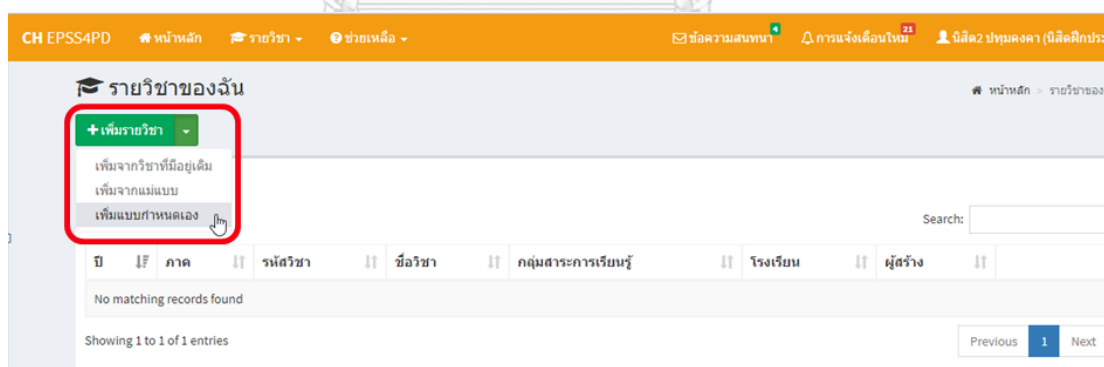 CH EPSS4PD หน้าหลัก รายวิชา ช่วยเหลือ ข้อความสนทนา 4 การแจ้งเตือนใหม่ 21 นิสิต2 ปทุมคงคา (นิสิตฝึกประ
รายวิชาของฉัน
หน้าหลัก > รายวิชาของ
+เพิ่มรายวิชา
เพิ่มจากวิชาที่มีอยู่เดิม
เพิ่มจากแม่แบบ
เพิ่มแบบกำหนดเอง
Search:
ปี ภาค รหัสวิชา ชื่อวิชา กลุ่มสาระการเรียนรู้ โรงเรียน ผู้สร้าง
No matching records found
Showing 1 to 1 of 1 entries
Previous 1 Next